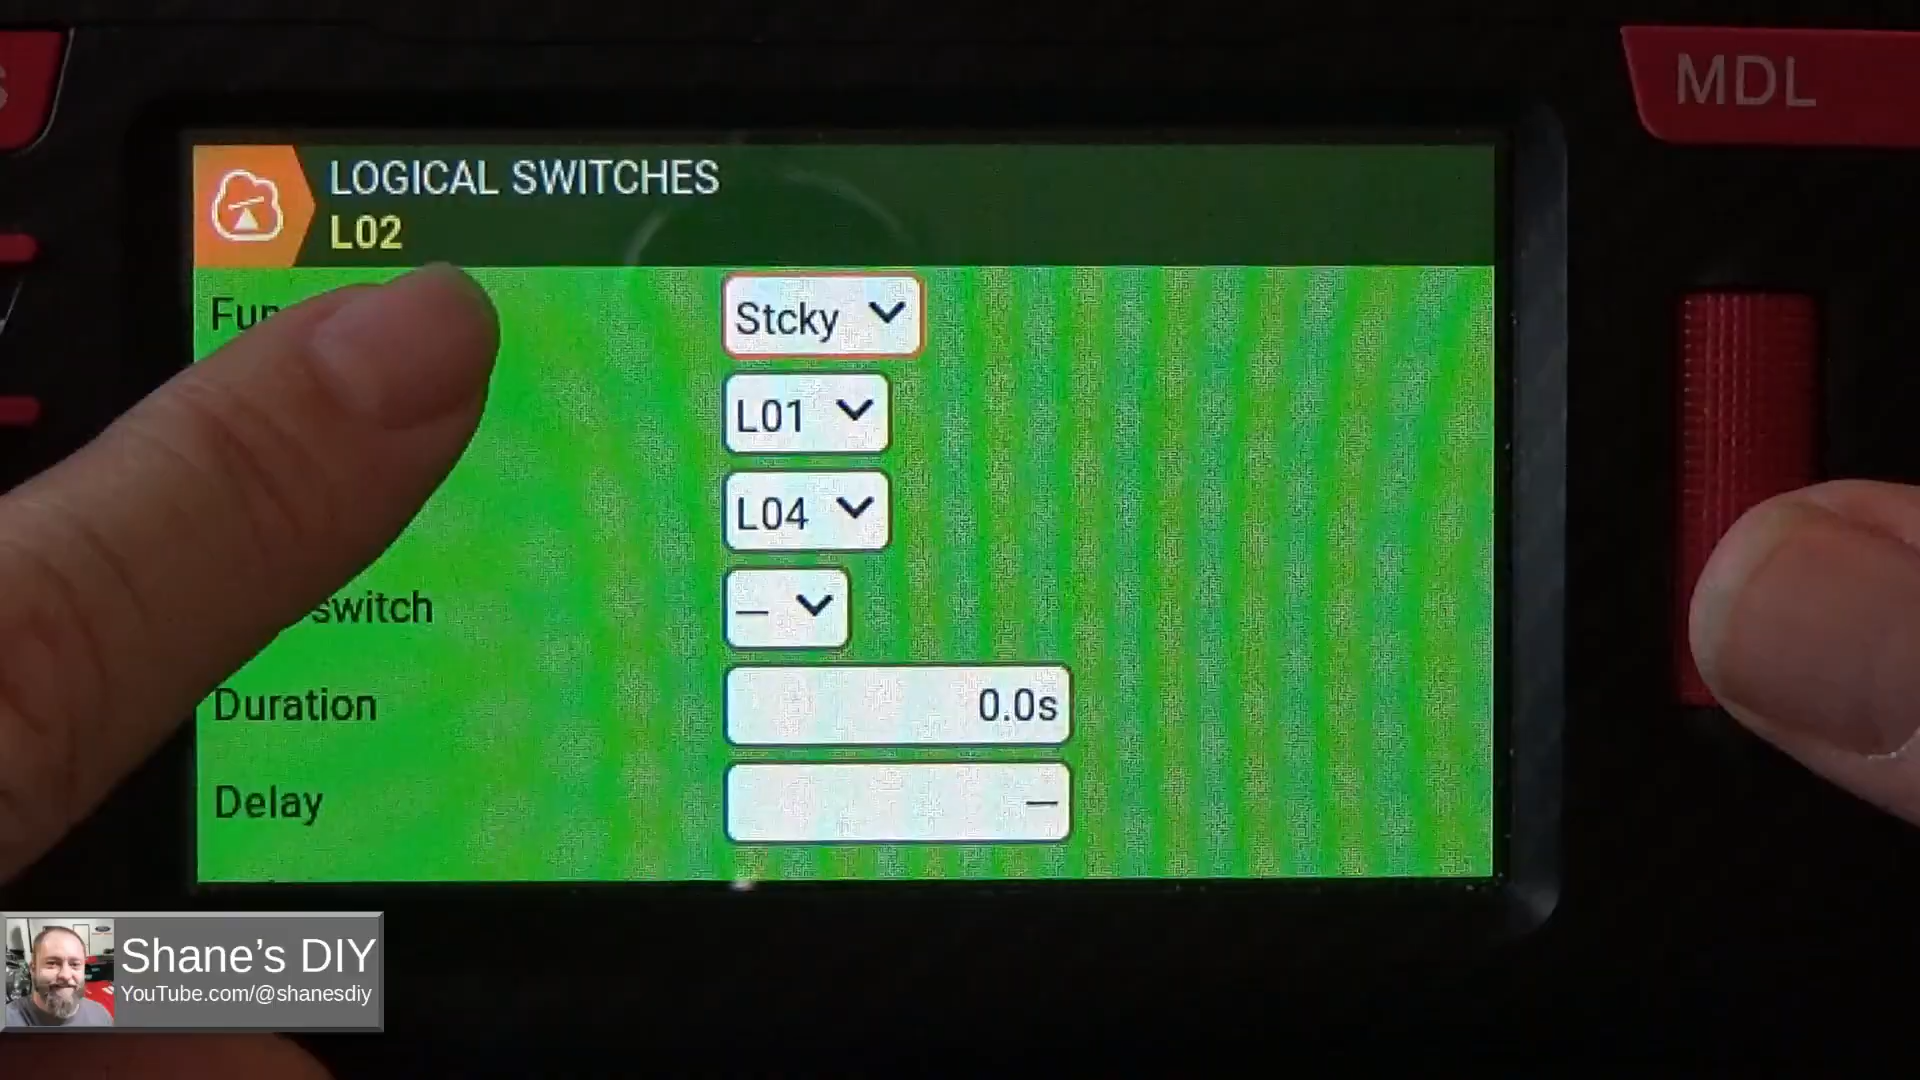 MDL
LOGICAL SWITCHES
L02
Stcky
L01
L04
switch
—
Duration
0.0s
Delay
—
Shane's DIY
YouTube.com/@shanesdiy